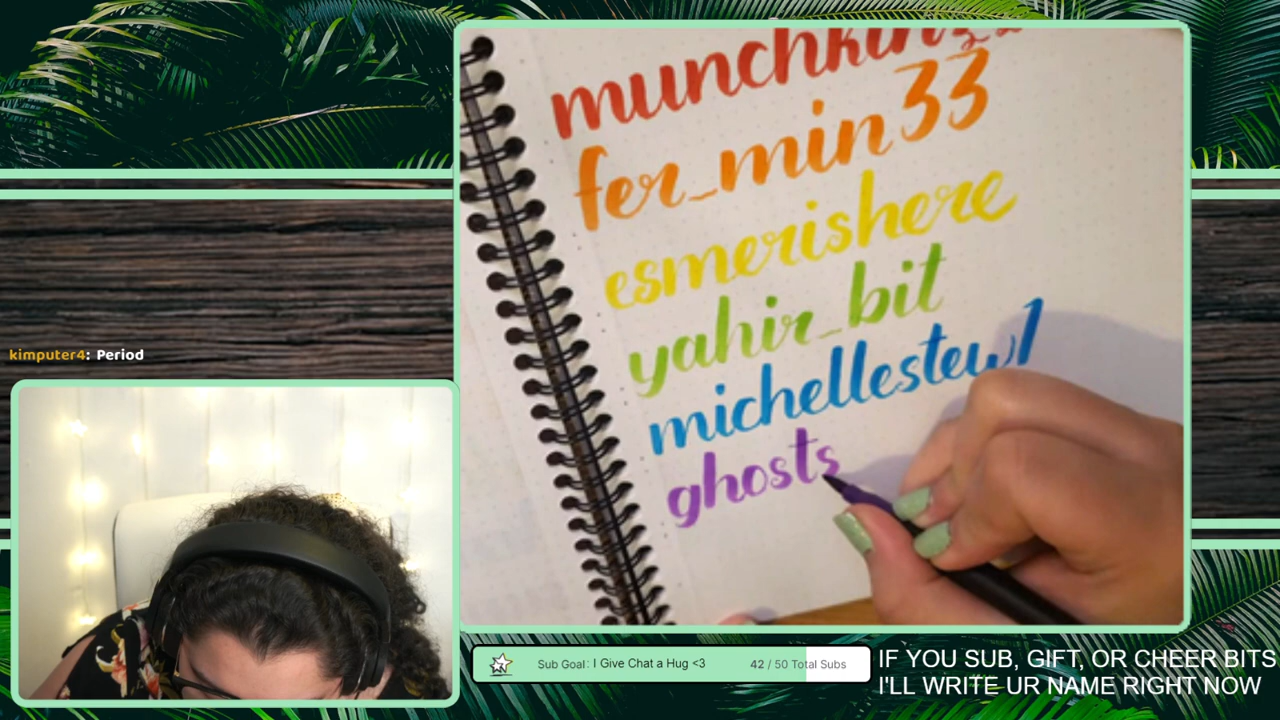 fer_min33
esmerishere
yahir_bit
michellestew1
ghosts
kimputer4: Period
Sub Goal: I Give Chat a Hug <3 42 / 50 Total Subs
IF YOU SUB, GIFT, OR CHEER BITS
I'LL WRITE UR NAME RIGHT NOW